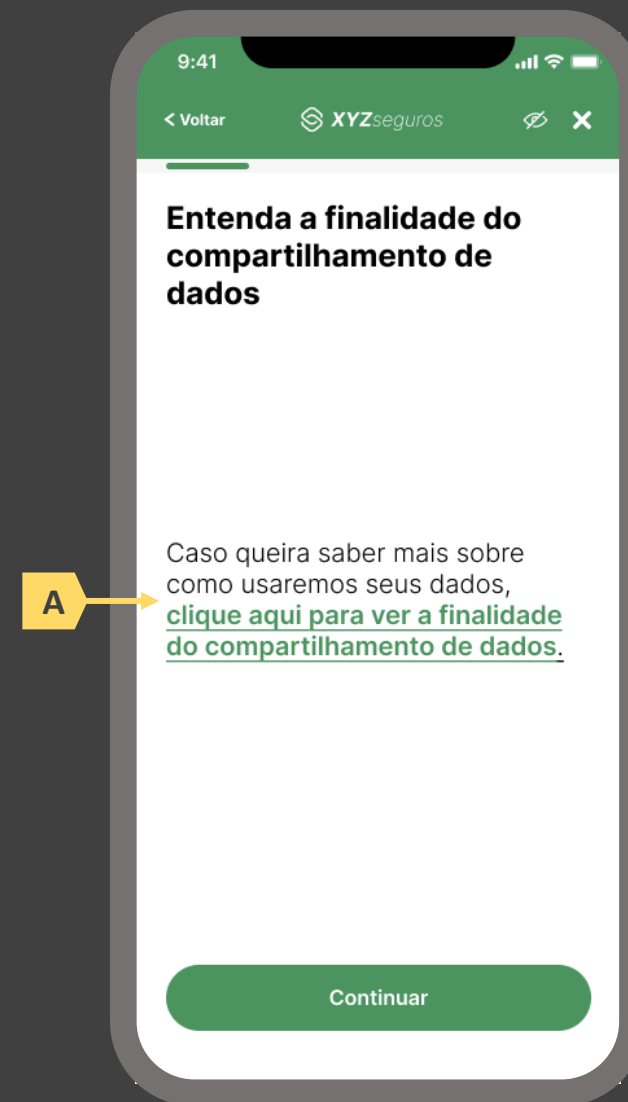 9:41
< Voltar
XYZseguros
Entenda a finalidade do
compartilhamento de
dados
Caso queira saber mais sobre
como usaremos seus dados,
A
clique aqui para ver a finalidade
do compartilhamento de dados.
Continuar